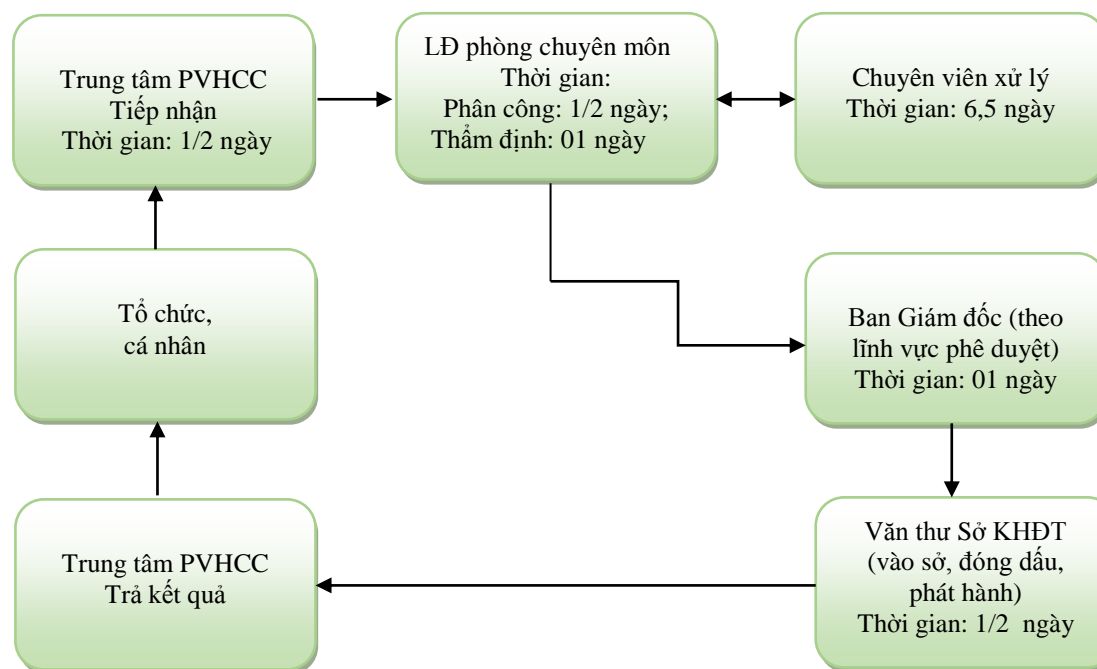 Trung tâm PVHCC
Tiếp nhận
Thời gian: 1/2 ngày
LĐ phòng chuyên môn
Thời gian:
Phân công: 1/2 ngày;
Thẩm định: 01 ngày
Chuyên viên xử lý
Thời gian: 6,5 ngày
Tổ chức,
cá nhân
Ban Giám đốc (theo
lĩnh vực phê duyệt)
Thời gian: 01 ngày
Trung tâm PVHCC
Trả kết quả
Văn thư Sở KHĐT
(vào sở, đóng dấu,
phát hành)
Thời gian: 1/2 ngày